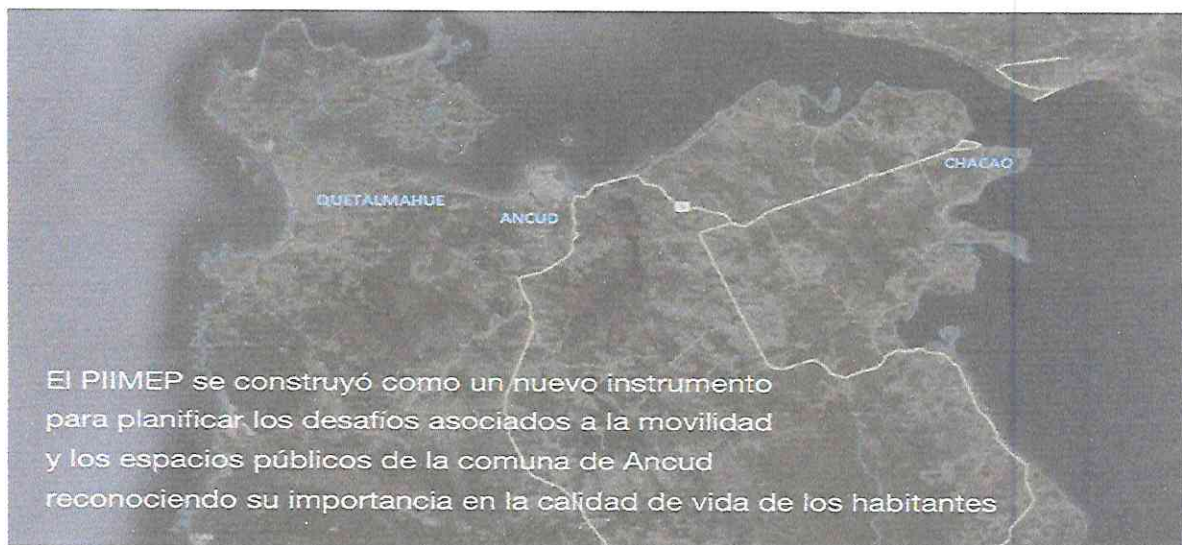 CHACAO
QUETALMAHUE
ANCUD
El PIIMEP se construyó como un nuevo instrumento
para planificar los desafíos asociados a la movilidad
y los espacios públicos de la comuna de Ancud
reconociendo su importancia en la calidad de vida de los habitantes